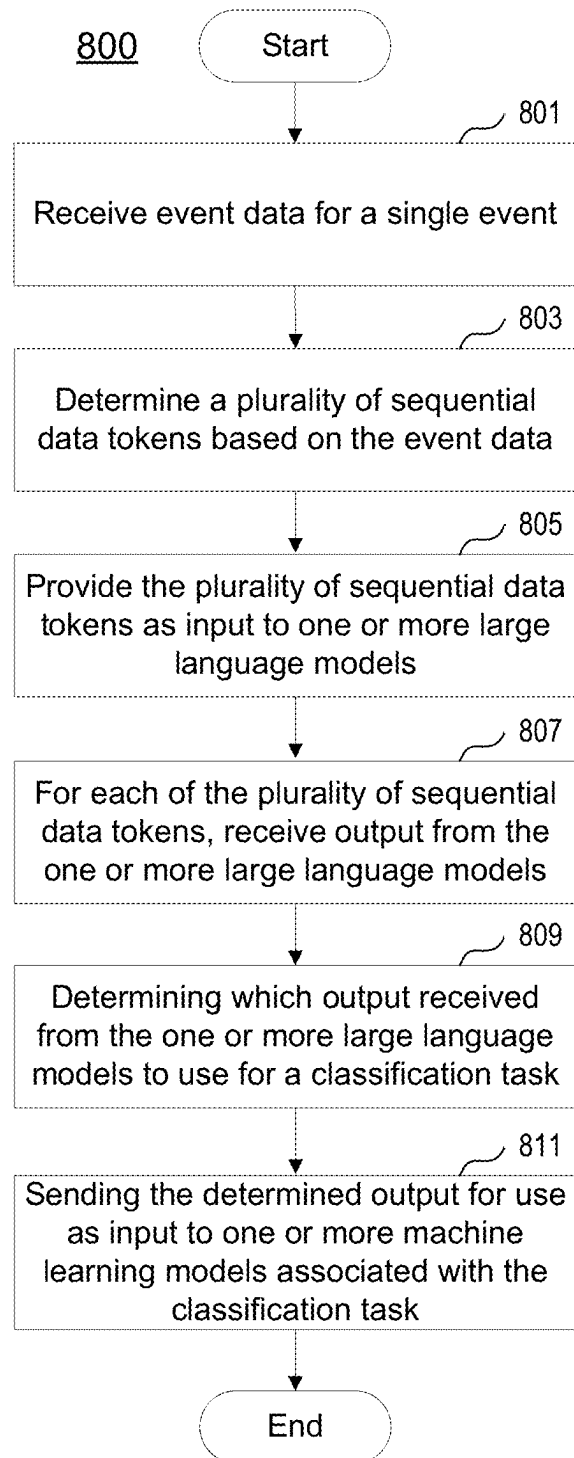 800
Start
801
Receive event data for a single event
803
Determine a plurality of sequential
data tokens based on the event data
805
Provide the plurality of sequential data
tokens as input to one or more large
language models
807
For each of the plurality of sequential
data tokens, receive output from the
one or more large language models
809
Determining which output received
from the one or more large language
models to use for a classification task
811
Sending the determined output for use
as input to one or more machine
learning models associated with the
classification task
End